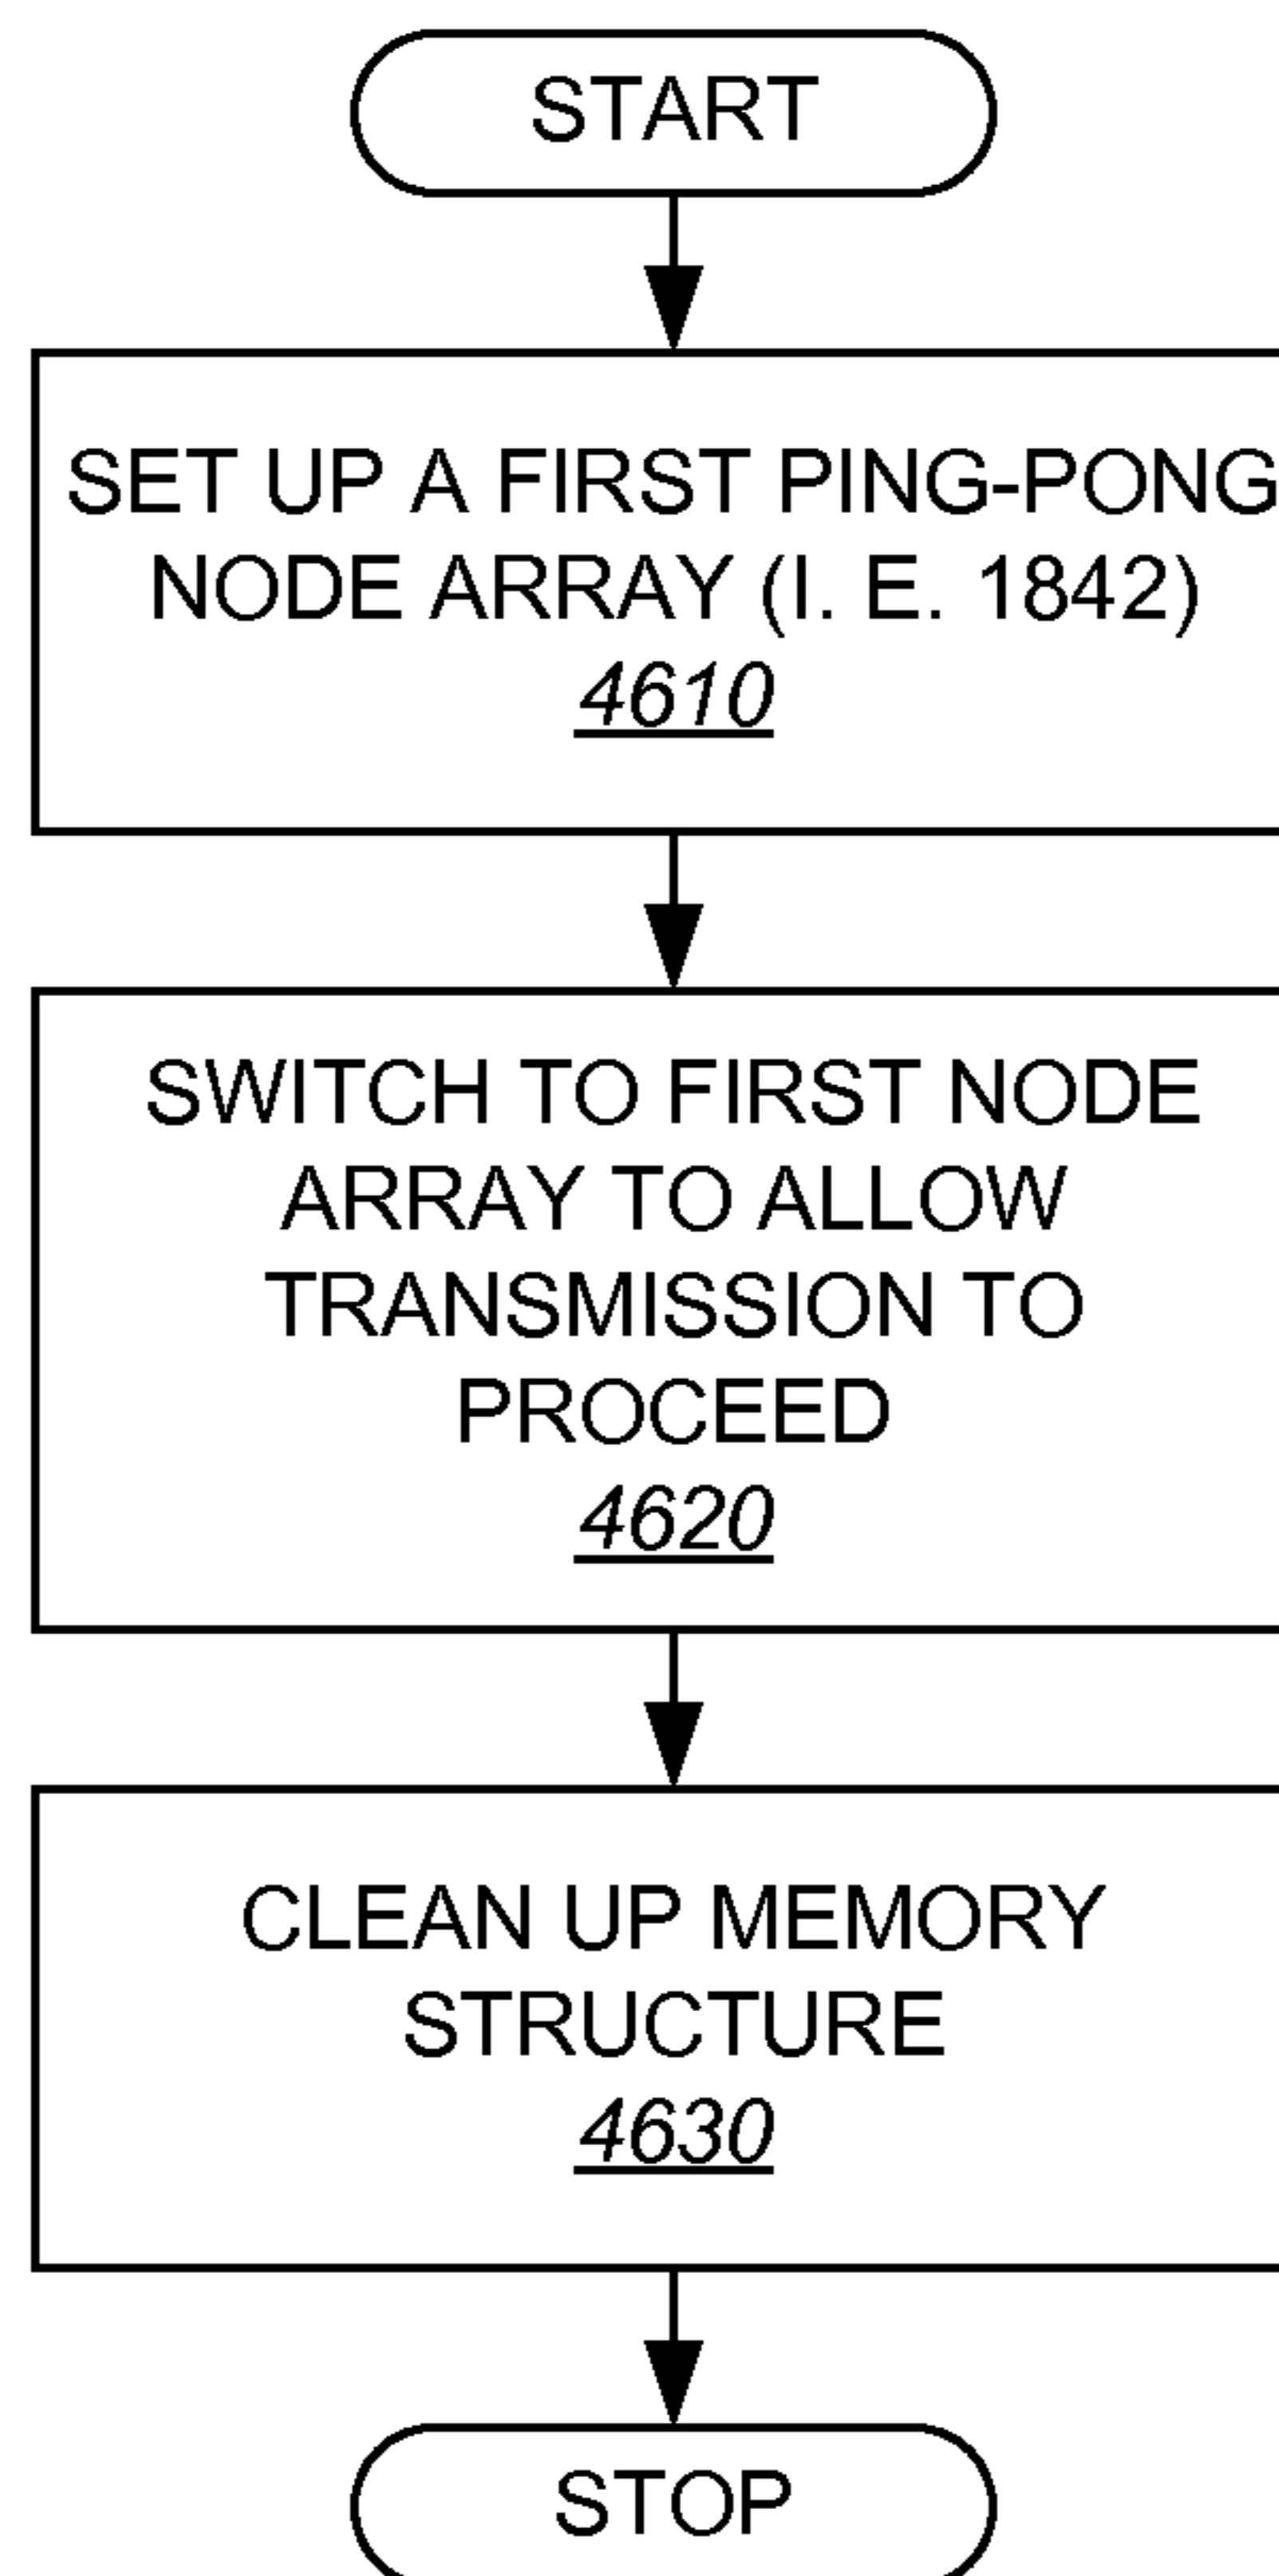 START
SET UP A FIRST PING-PONG
NODE ARRAY (I. E. 1842)
4610
SWITCH TO FIRST NODE
ARRAY TO ALLOW
TRANSMISSION TO
PROCEED
4620
CLEAN UP MEMORY
STRUCTURE
4630
STOP